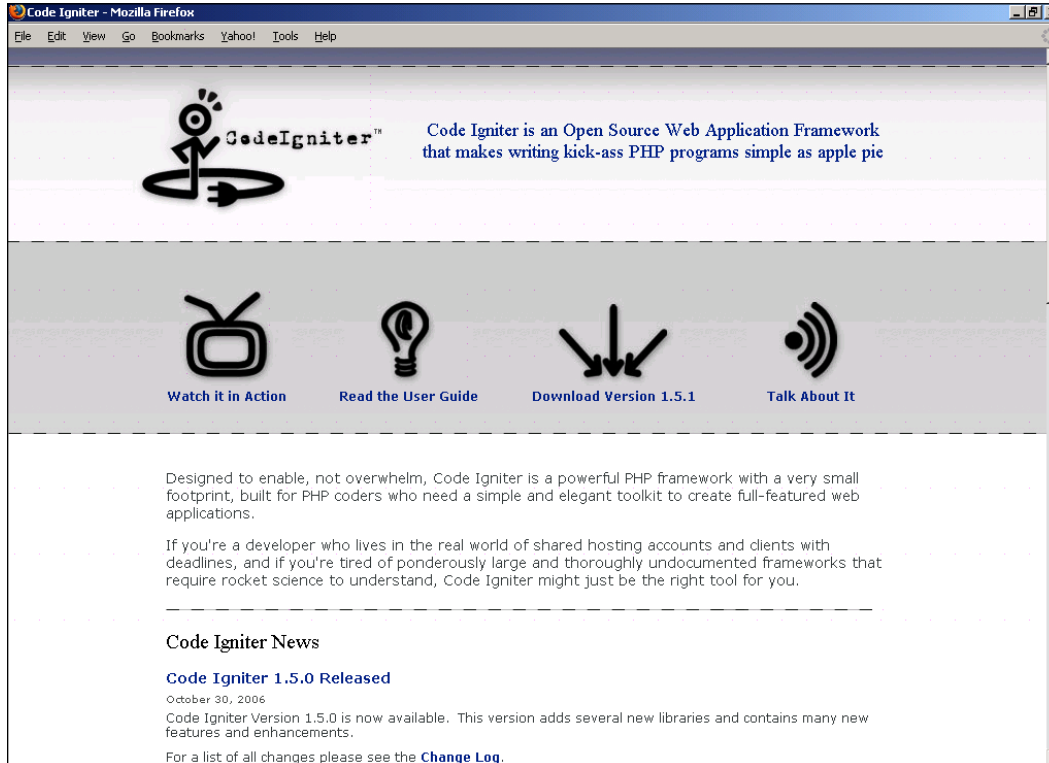 Code Igniter - Mozilla Firefox
File Edit View Go Bookmarks Yahoo! Tools Help
CodeIgniter™
Code Igniter is an Open Source Web Application Framework
that makes writing kick-ass PHP programs simple as apple pie
Watch it in Action Read the User Guide Download Version 1.5.1 Talk About It
Designed to enable, not overwhelm, Code Igniter is a powerful PHP framework with a very small
footprint, built for PHP coders who need a simple and elegant toolkit to create full-featured web
applications.
If you're a developer who lives in the real world of shared hosting accounts and clients with
deadlines, and if you're tired of ponderously large and thoroughly undocumented frameworks that
require rocket science to understand, Code Igniter might just be the right tool for you.
Code Igniter News
Code Igniter 1.5.0 Released
October 30, 2006
Code Igniter Version 1.5.0 is now available. This version adds several new libraries and contains many new
features and enhancements.
For a list of all changes please see the Change Log.